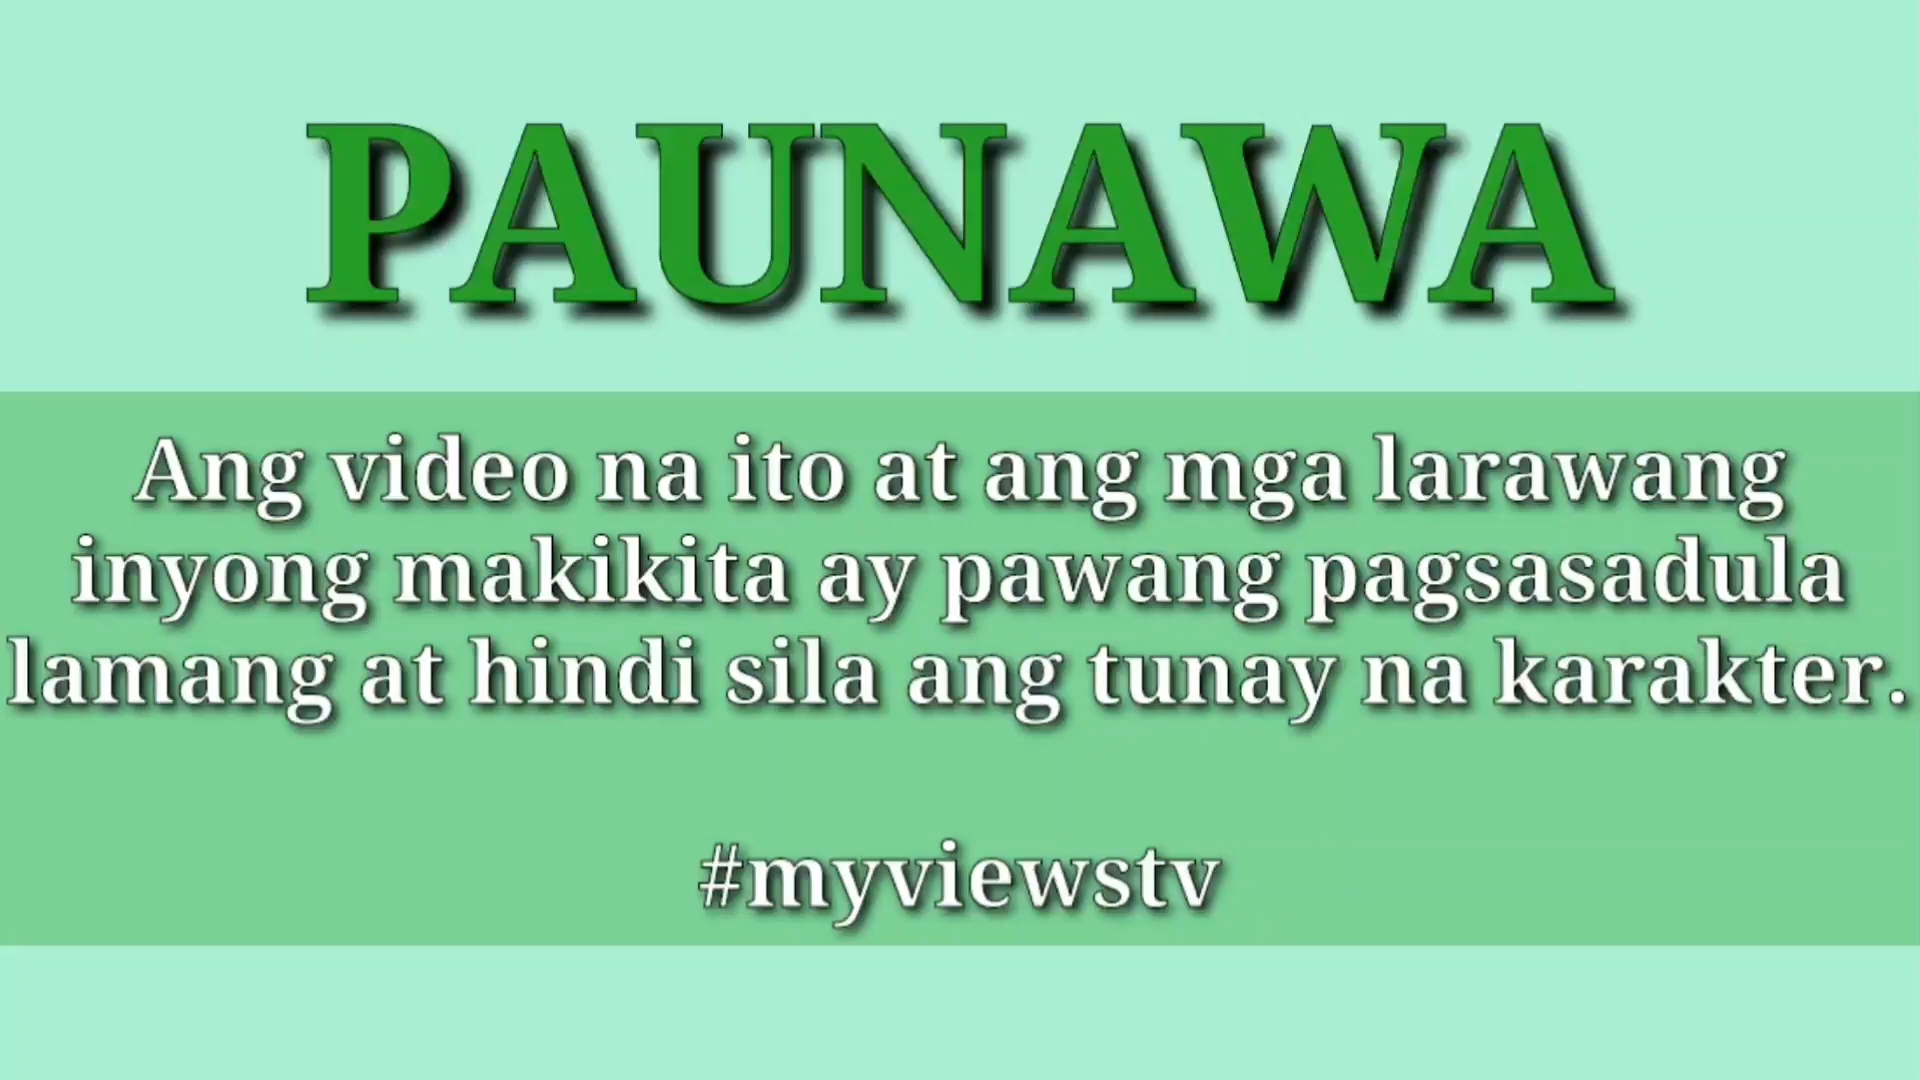 PAUNAWA
Ang video na ito at ang mga larawang
inyong makikita ay pawang pagsasadula
lamang at hindi sila ang tunay na karakter.
#myviewstv